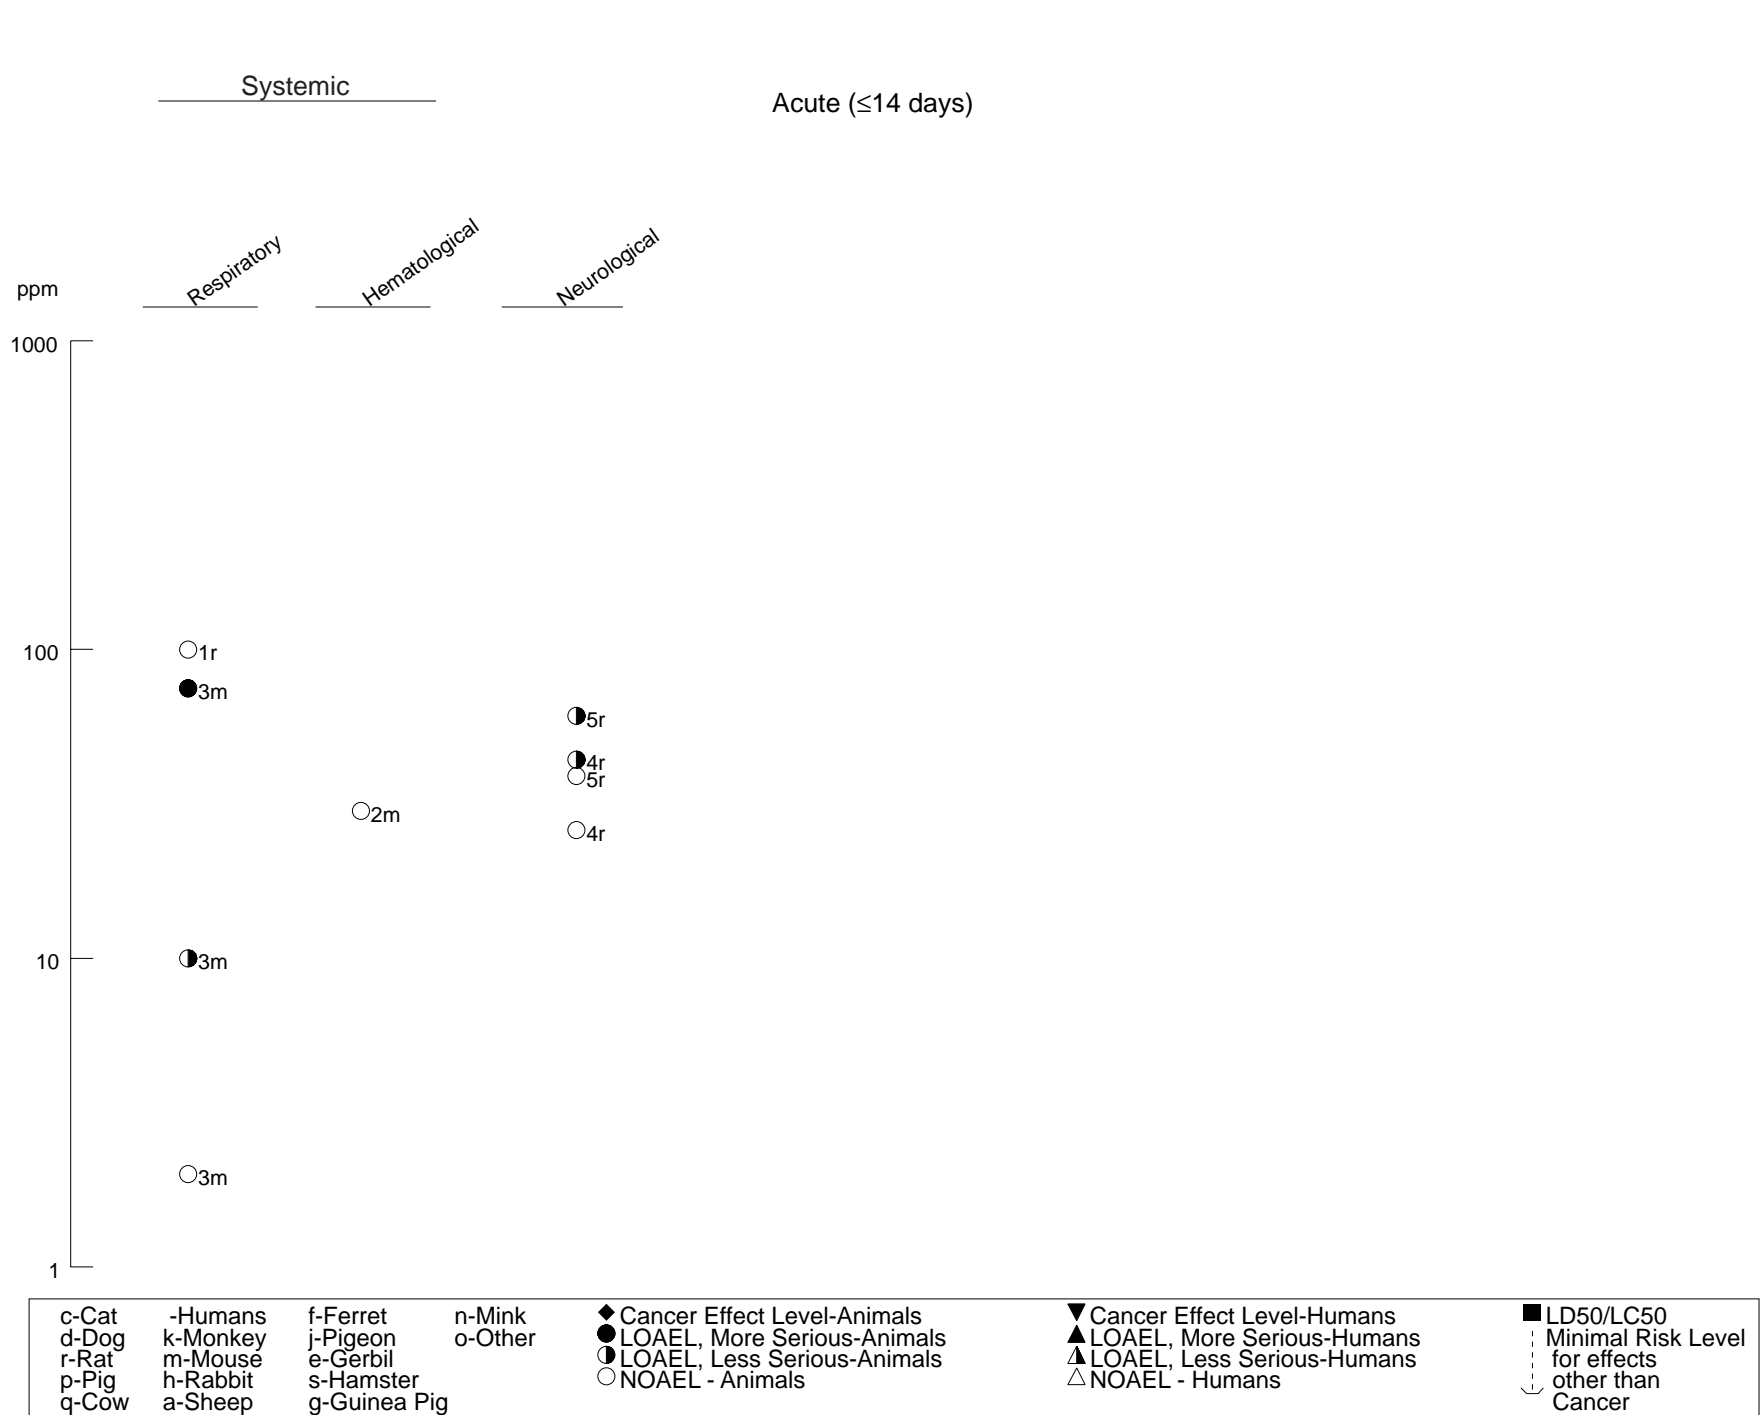 Systemic
Acute (≤14 days)
Respiratory
Hematological
Neurological
ppm
1000
100
10
1
1r
3m
3m
3m
2m
5r
4r
5r
4r
c-Cat -Humans f-Ferret n-Mink Cancer Effect Level-Animals Cancer Effect Level-Humans LD50/LC50
d-Dog k-Monkey j-Pigeon o-Other LOAEL, More Serious-Animals LOAEL, More Serious-Humans Minimal Risk Level
r-Rat m-Mouse e-Gerbil LOAEL, Less Serious-Animals LOAEL, Less Serious-Humans for effects
p-Pig h-Rabbit s-Hamster NOAEL - Animals NOAEL - Humans other than
q-Cow a-Sheep g-Guinea Pig Cancer